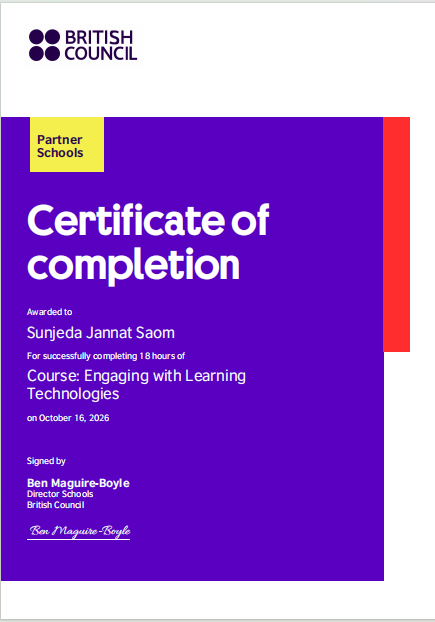 BRITISH
COUNCIL
Partner
Schools
Certificate of
completion
Awarded to
Sunjeda Jannat Saom
For successfully completing 18 hours of
Course: Engaging with Learning
Technologies
on October 16, 2026
Signed by
Ben Maguire-Boyle
Director Schools
British Council
Ben Maguire-Boyle